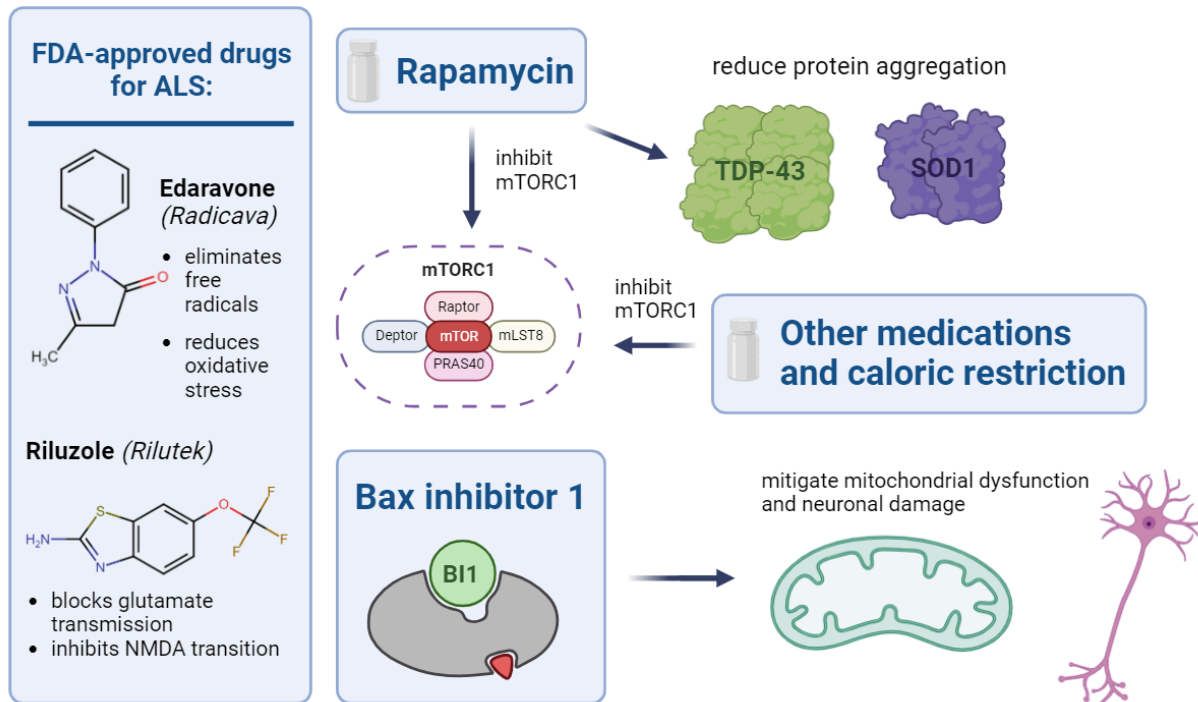 FDA-approved drugs
for ALS:
Edaravone
(Radicava)
N
N
O
H₃C
• eliminates
free
radicals
• reduces
oxidative
stress
Riluzole (Rilutek)
S
N
H₂N
O
F
F
F
• blocks glutamate
transmission
• inhibits NMDA transition
Rapamycin
inhibit
mTORC1
reduce protein aggregation
TDP-43
SOD1
mTORC1
Raptor
Deptor
mTOR
mLST8
PRAS40
inhibit
mTORC1
Other medications
and caloric restriction
Bax inhibitor 1
BI1
mitigate mitochondrial dysfunction
and neuronal damage